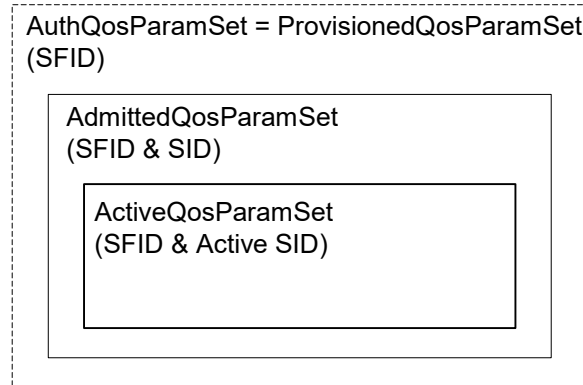 AuthQosParamSet = ProvisionedQosParamSet
(SFID)
AdmittedQosParamSet
(SFID & SID)
ActiveQosParamSet
(SFID & Active SID)